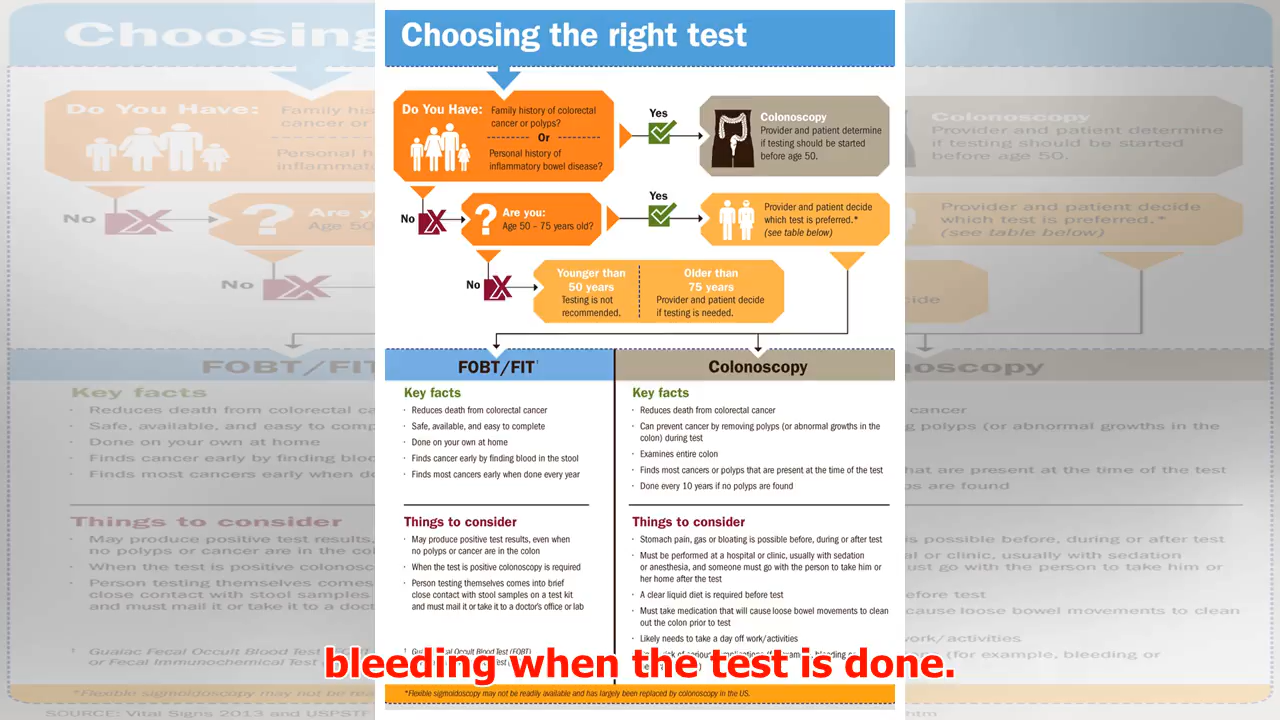 Choosing the right test
Do You Have:
Family history of colorectal
cancer or polyps?
Or
Personal history of
inflammatory bowel disease?
Yes
Colonoscopy
Provider and patient determine
if testing should be started
before age 50.
No
Are you:
Age 50 – 75 years old?
Yes
Provider and patient decide
which test is preferred.*
(see table below)
No
Younger than
50 years
Testing is not
recommended.
Older than
75 years
Provider and patient decide
if testing is needed.
FOBT/FIT†
Key facts
· Reduces death from colorectal cancer
· Safe, available, and easy to complete
· Done on your own at home
· Finds cancer early by finding blood in the stool
· Finds most cancers early when done every year
Things to consider
· May produce positive test results, even when
no polyps or cancer are in the colon
· When the test is positive colonoscopy is required
· Person testing themselves comes into brief
close contact with stool samples on a test kit
and must mail it or take it to a doctor's office or lab
† Guaiac Fecal Occult Blood Test (FOBT)
Colonoscopy
Key facts
· Reduces death from colorectal cancer
· Can prevent cancer by removing polyps (or abnormal growths in the
colon) during test
· Examines entire colon
· Finds most cancers or polyps that are present at the time of the test
· Done every 10 years if no polyps are found
Things to consider
· Stomach pain, gas or bloating is possible before, during or after test
· Must be performed at a hospital or clinic, usually with sedation
or anesthesia, and someone must go with the person to take him or
her home after the test
· A clear liquid diet is required before test
· Must take medication that will cause loose bowel movements to clean
out the colon prior to test
· Likely needs to take a day off work/activities
bleeding when the test is done.
*Flexible sigmoidoscopy may not be readily available and has largely been replaced by colonoscopy in the US.
SOURCE: Vital Signs 2013 and USPSTF